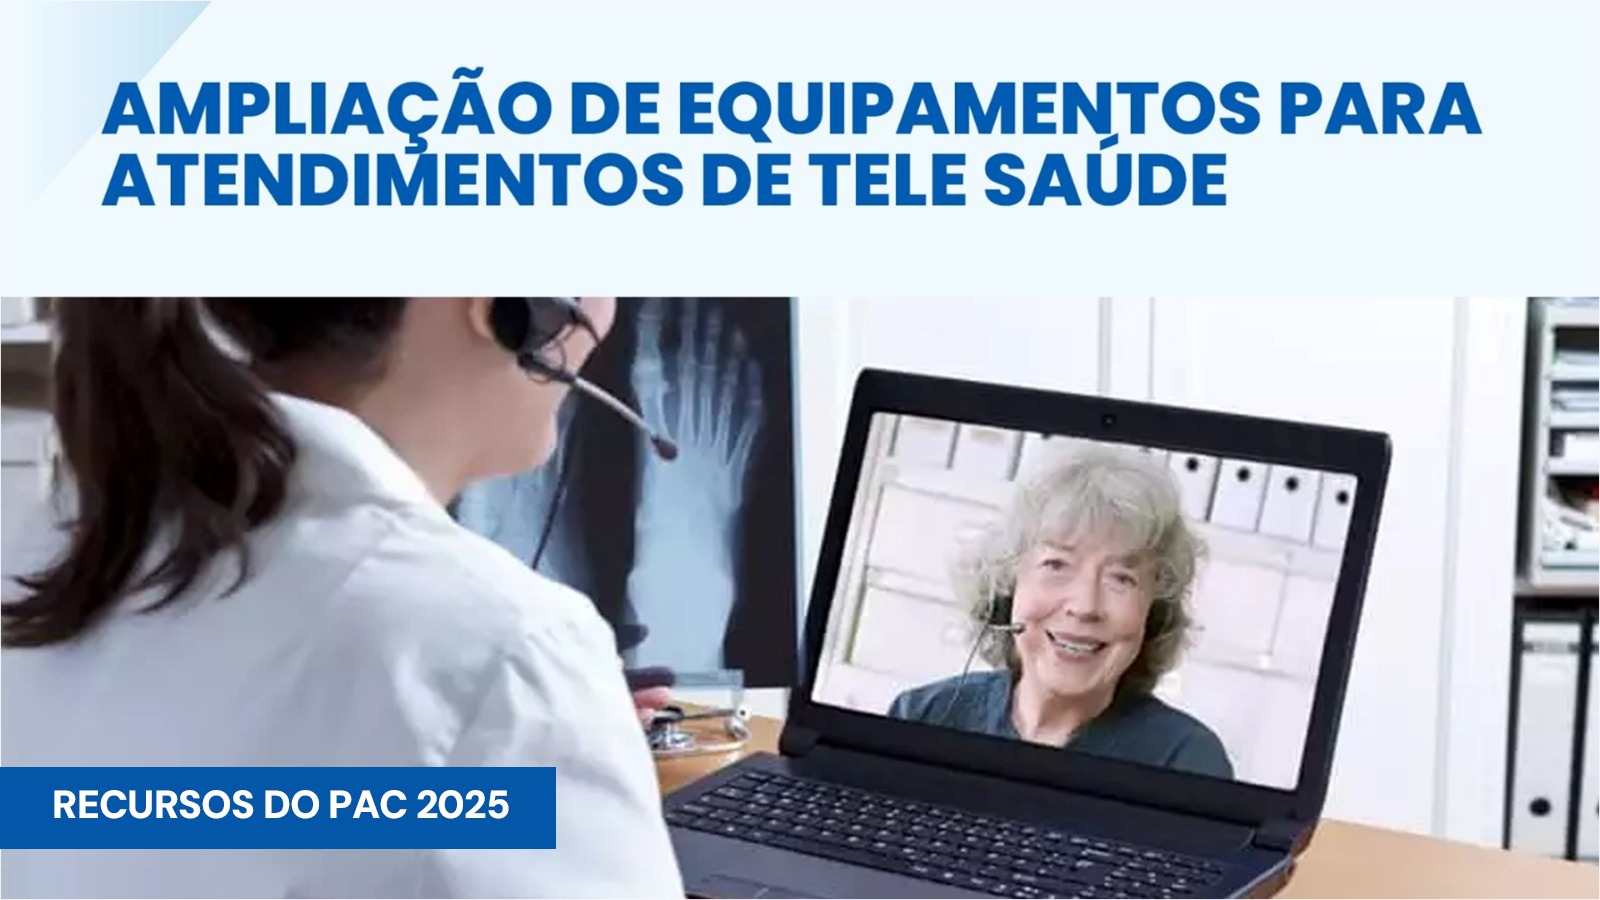 AMPLIAÇÃO DE EQUIPAMENTOS PARA
ATENDIMENTOS DE TELE SAÚDE
RECURSOS DO PAC 2025